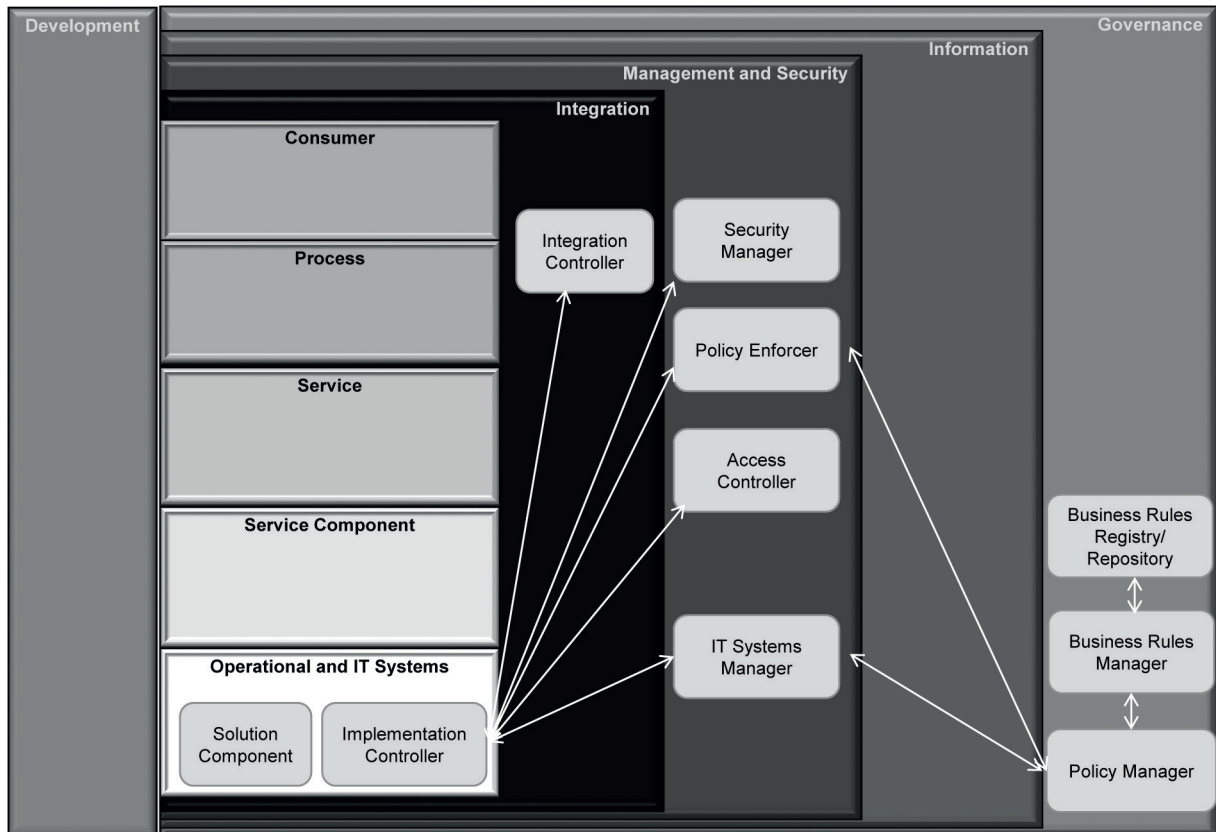 Development
Governance
Information
Management and Security
Integration
Consumer
Process
Service
Service Component
Operational and IT Systems
Solution
Component
Implementation
Controller
Integration
Controller
Security
Manager
Policy Enforcer
Access
Controller
IT Systems
Manager
Business Rules
Registry/
Repository
Business Rules
Manager
Policy Manager